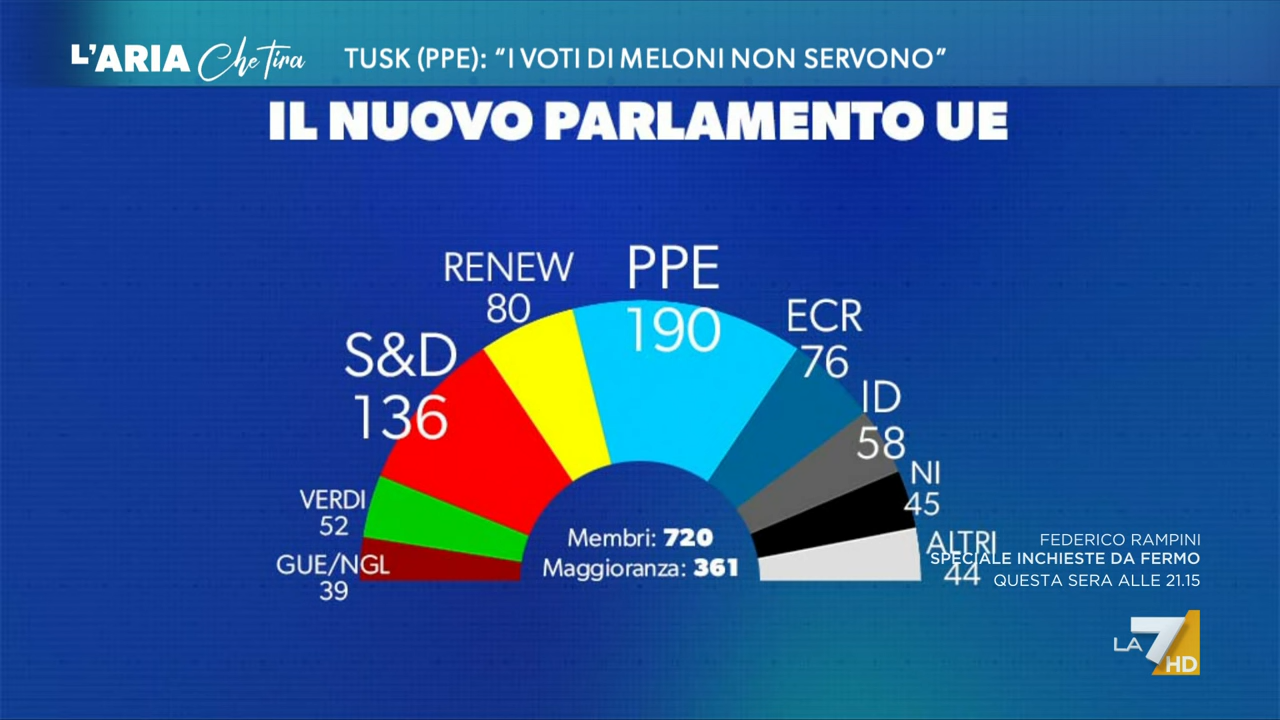 L'ARIA Che Tira
TUSK (PPE): “I VOTI DI MELONI NON SERVONO”
IL NUOVO PARLAMENTO UE
RENEW
80
PPE
190
S&D
136
ECR
76
ID
58
VERDI
52
NI
45
GUE/NGL
39
ALTRI
44
Membri: 720
Maggioranza: 361
FEDERICO RAMPINI
SPECIALE INCHIESTE DA FERMO
QUESTA SERA ALLE 21.15
LA 7 HD